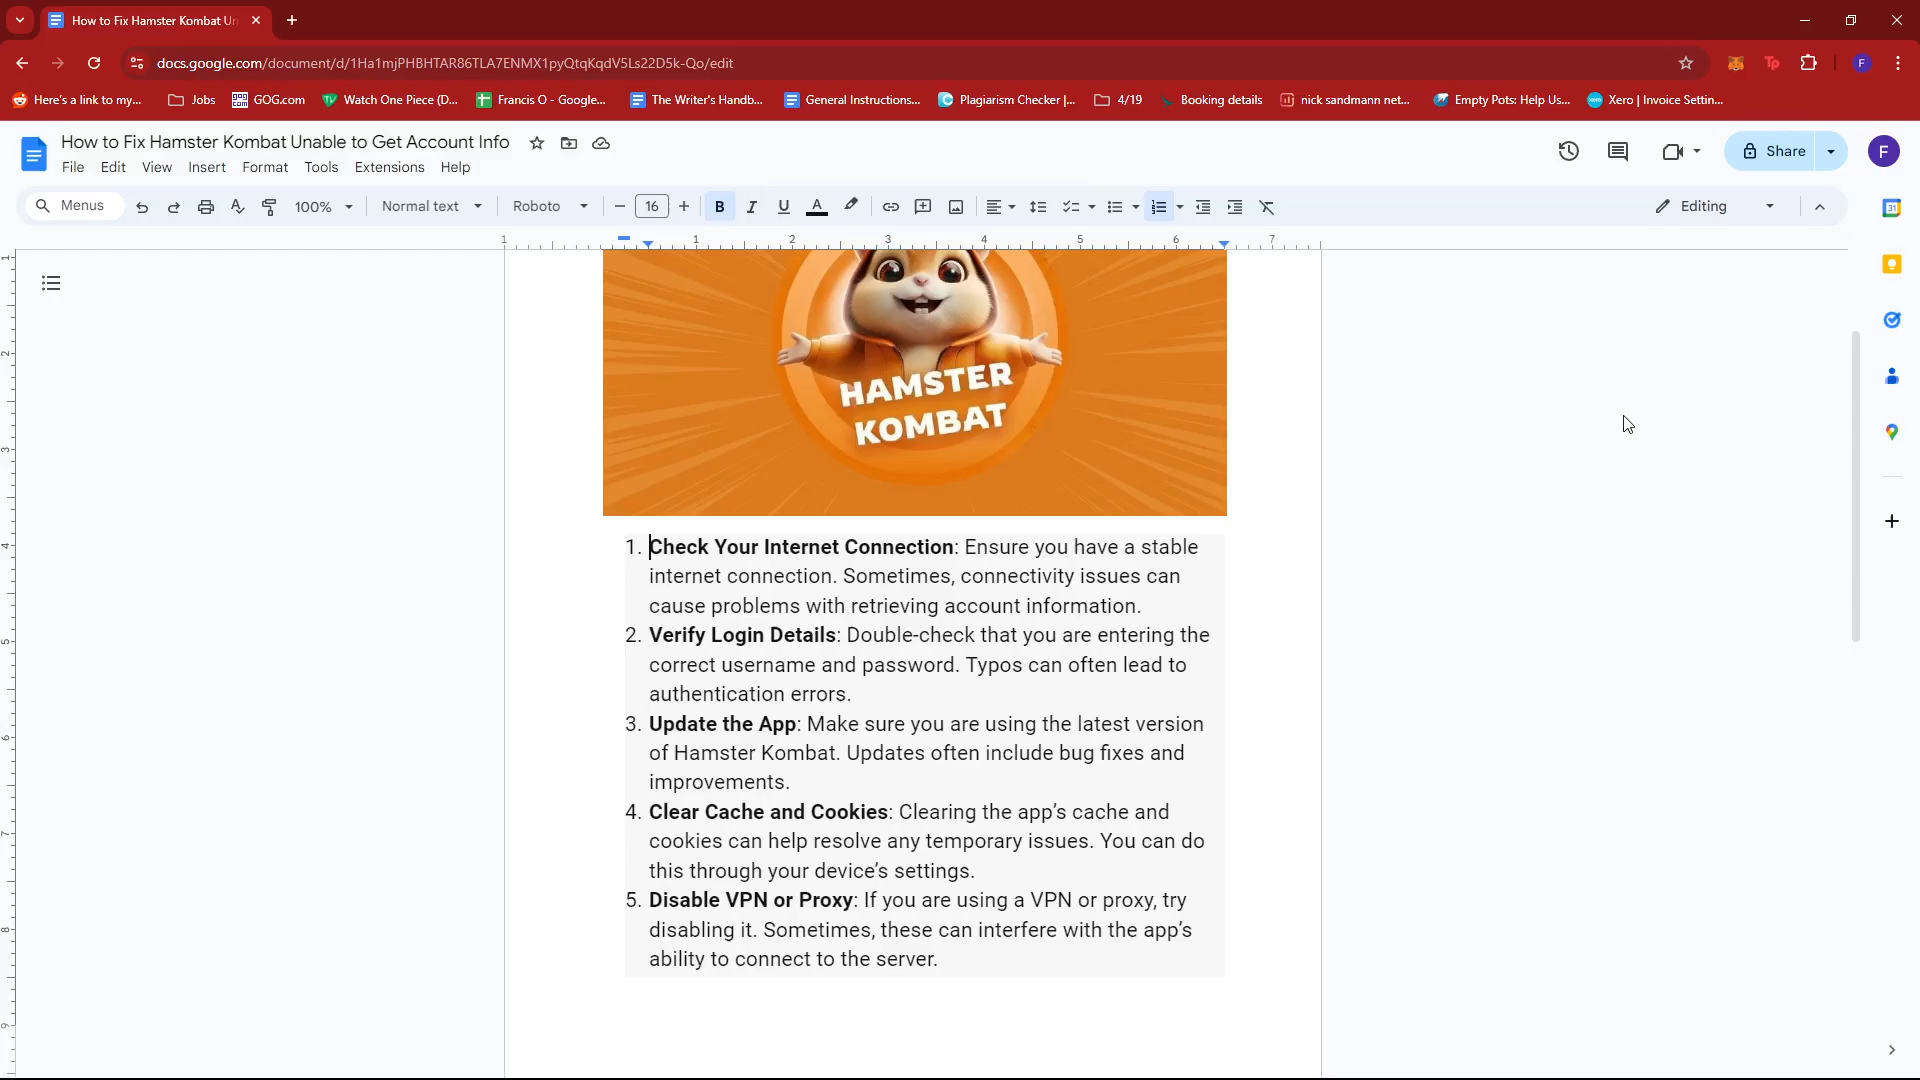 How to Fix Hamster Kombat Un
docs.google.com/document/d/1Ha1mjPHBHTAR86TLA7ENMX1pyQtqKqdV5Ls22D5k-Qo/edit
Here's a link to my... Jobs GOG.com Watch One Piece (D... Francis O - Google... The Writer's Handb... General Instructions... Plagiarism Checker |... 4/19 Booking details nick sandmann net... Empty Pots: Help Us... Xero | Invoice Settin...
How to Fix Hamster Kombat Unable to Get Account Info
File Edit View Insert Format Tools Extensions Help
Share
F
Menus 100% Normal text Roboto 16 B I U A Editing
1 1 2 3 4 5 6 7
HAMSTER
KOMBAT
1. Check Your Internet Connection: Ensure you have a stable
internet connection. Sometimes, connectivity issues can
cause problems with retrieving account information.
2. Verify Login Details: Double-check that you are entering the
correct username and password. Typos can often lead to
authentication errors.
3. Update the App: Make sure you are using the latest version
of Hamster Kombat. Updates often include bug fixes and
improvements.
4. Clear Cache and Cookies: Clearing the app's cache and
cookies can help resolve any temporary issues. You can do
this through your device's settings.
5. Disable VPN or Proxy: If you are using a VPN or proxy, try
disabling it. Sometimes, these can interfere with the app's
ability to connect to the server.